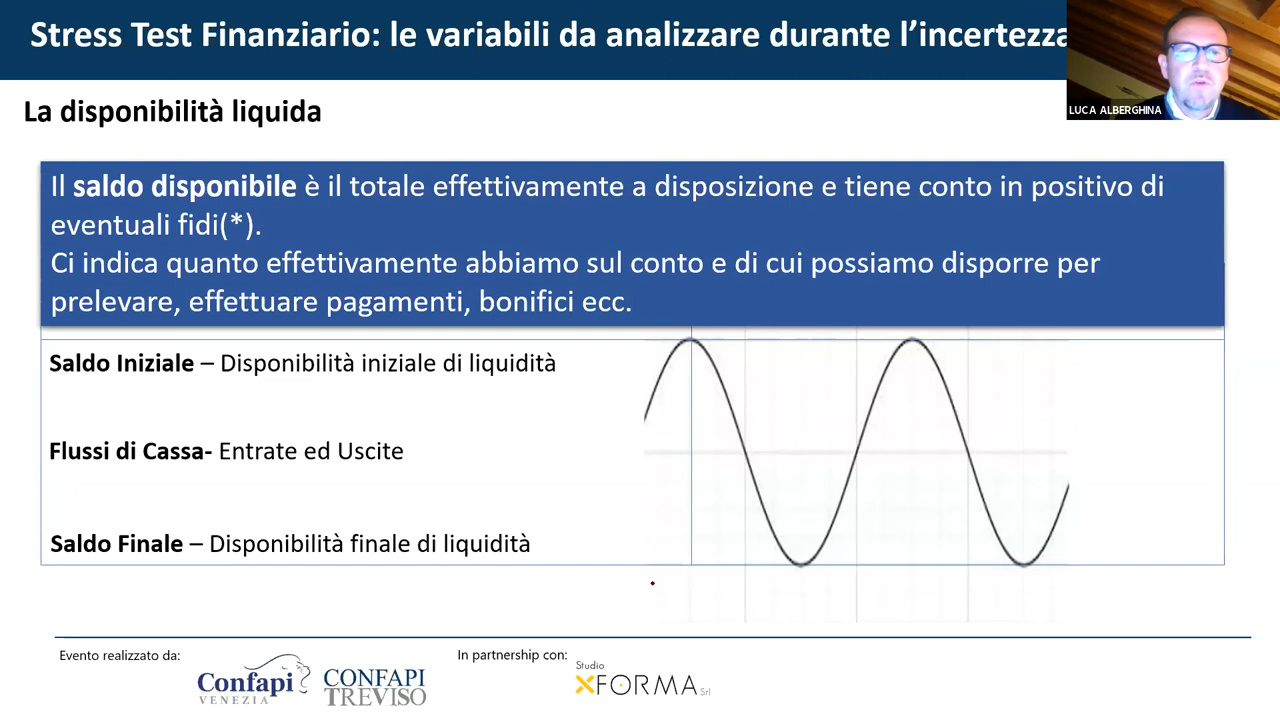 Stress Test Finanziario: le variabili da analizzare durante l'incertezza
LUCA ALBERGHINA
La disponibilità liquida
Il saldo disponibile è il totale effettivamente a disposizione e tiene conto in positivo di
eventuali fidi(*).
Ci indica quanto effettivamente abbiamo sul conto e di cui possiamo disporre per
prelevare, effettuare pagamenti, bonifici ecc.
Saldo Iniziale – Disponibilità iniziale di liquidità
Flussi di Cassa- Entrate ed Uscite
Saldo Finale – Disponibilità finale di liquidità
Evento realizzato da:
Confapi
VENEZIA
CONFAPI
TREVISO
In partnership con:
Studio
XFORMA Srl